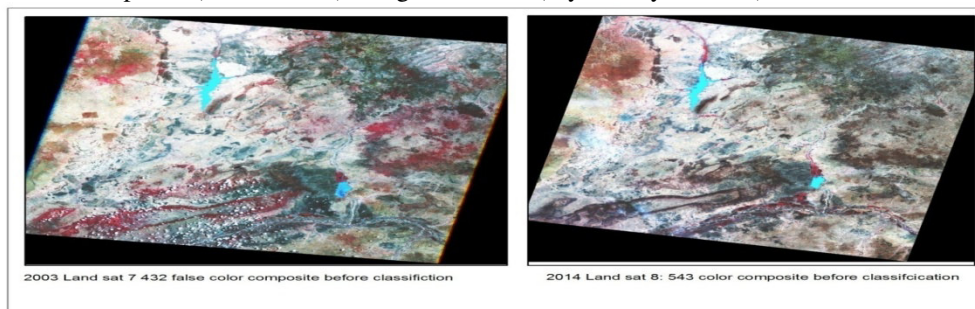 2003 Land sat 7 432 false color composite before classifiction
2014 Land sat 8: 543 color composite before classifcication